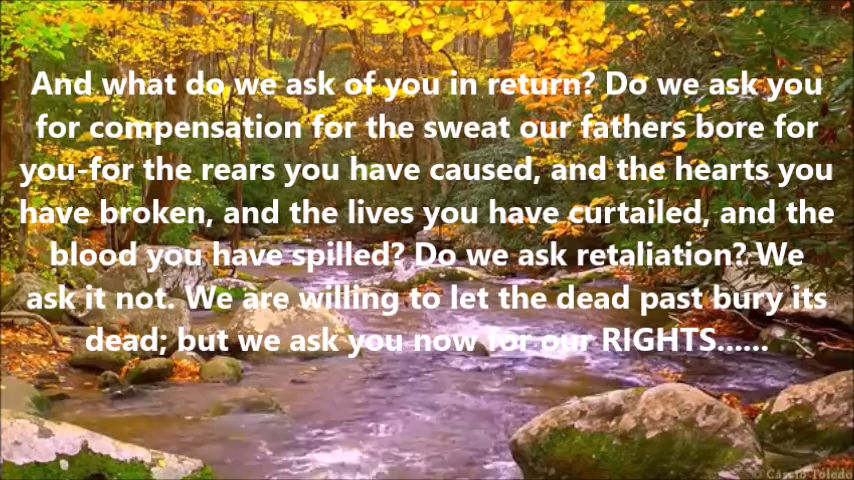 And what do we ask of you in return? Do we ask you
for compensation for the sweat our fathers bore for
you-for the rears you have caused, and the hearts you
have broken, and the lives you have curtailed, and the
blood you have spilled? Do we ask retaliation? We
ask it not. We are willing to let the dead past bury its
dead; but we ask you now for our RIGHTS......
© Cássio Toledo